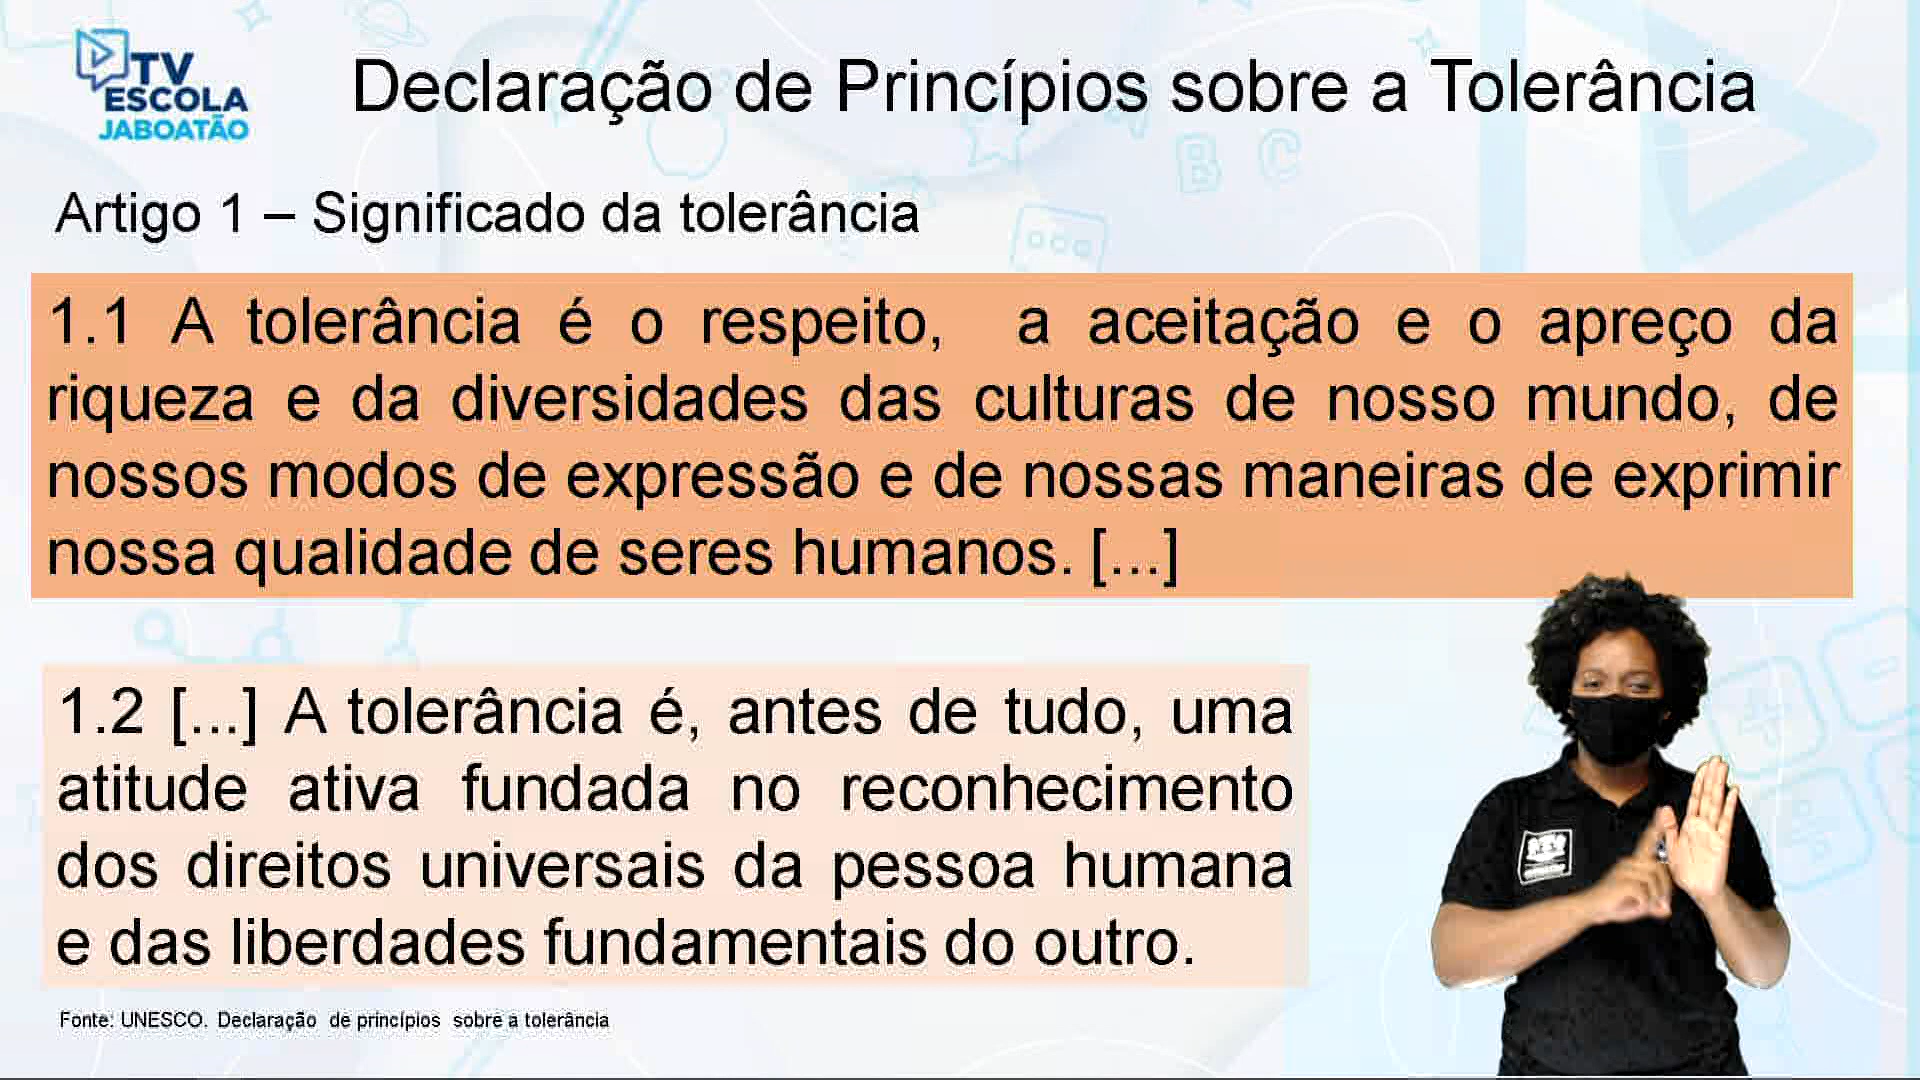 TV
ESCOLA
JABOATÃO
Declaração de Princípios sobre a Tolerância
Artigo 1 – Significado da tolerância
1.1 A tolerância é o respeito, a aceitação e o apreço da
riqueza e da diversidades das culturas de nosso mundo, de
nossos modos de expressão e de nossas maneiras de exprimir
nossa qualidade de seres humanos. [...]
1.2 [...] A tolerância é, antes de tudo, uma
atitude ativa fundada no reconhecimento
dos direitos universais da pessoa humana
e das liberdades fundamentais do outro.
Fonte: UNESCO. Declaração de princípios sobre a tolerância
B C